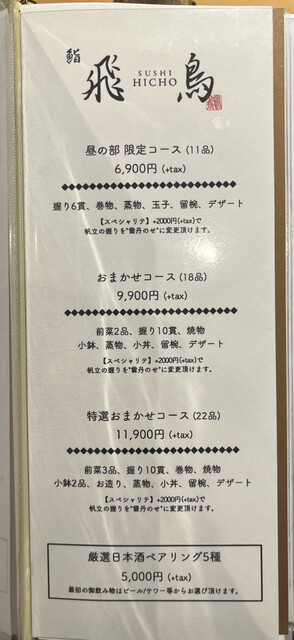 鮨
飛鳥
SUSHI
HICHO
昼の部 限定コース (11品)
6,900円 (+tax)
握り6貫、巻物、蒸物、玉子、留椀、デザート
【スペシャリテ】+2000円(+tax)で
帆立の握りを"雲丹のせ"に変更頂けます。
おまかせコース (18品)
9,900円 (+tax)
前菜2品、握り10貫、焼物
小鉢、蒸物、小丼、留椀、デザート
【スペシャリテ】+2000円(+tax)で
帆立の握りを"雲丹のせ"に変更頂けます。
特選おまかせコース (22品)
11,900円 (+tax)
前菜3品、握り10貫、巻物、焼物
小鉢2品、お造り、蒸物、小丼、留椀、デザート
【スペシャリテ】+2000円(+tax)で
帆立の握りを"雲丹のせ"に変更頂けます。
厳選日本酒ペアリング5種
5,000円 (+tax)
最初の御飲み物はビール/サワー等からお選び頂けます。